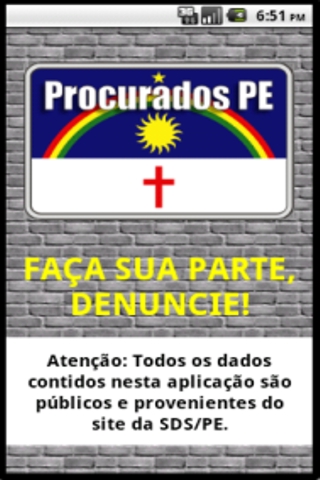 3G
6:51 PM
Procurados PE
FAÇA SUA PARTE,
DENUNCIE!
Atenção: Todos os dados
contidos nesta aplicação são
públicos e provenientes do
site da SDS/PE.